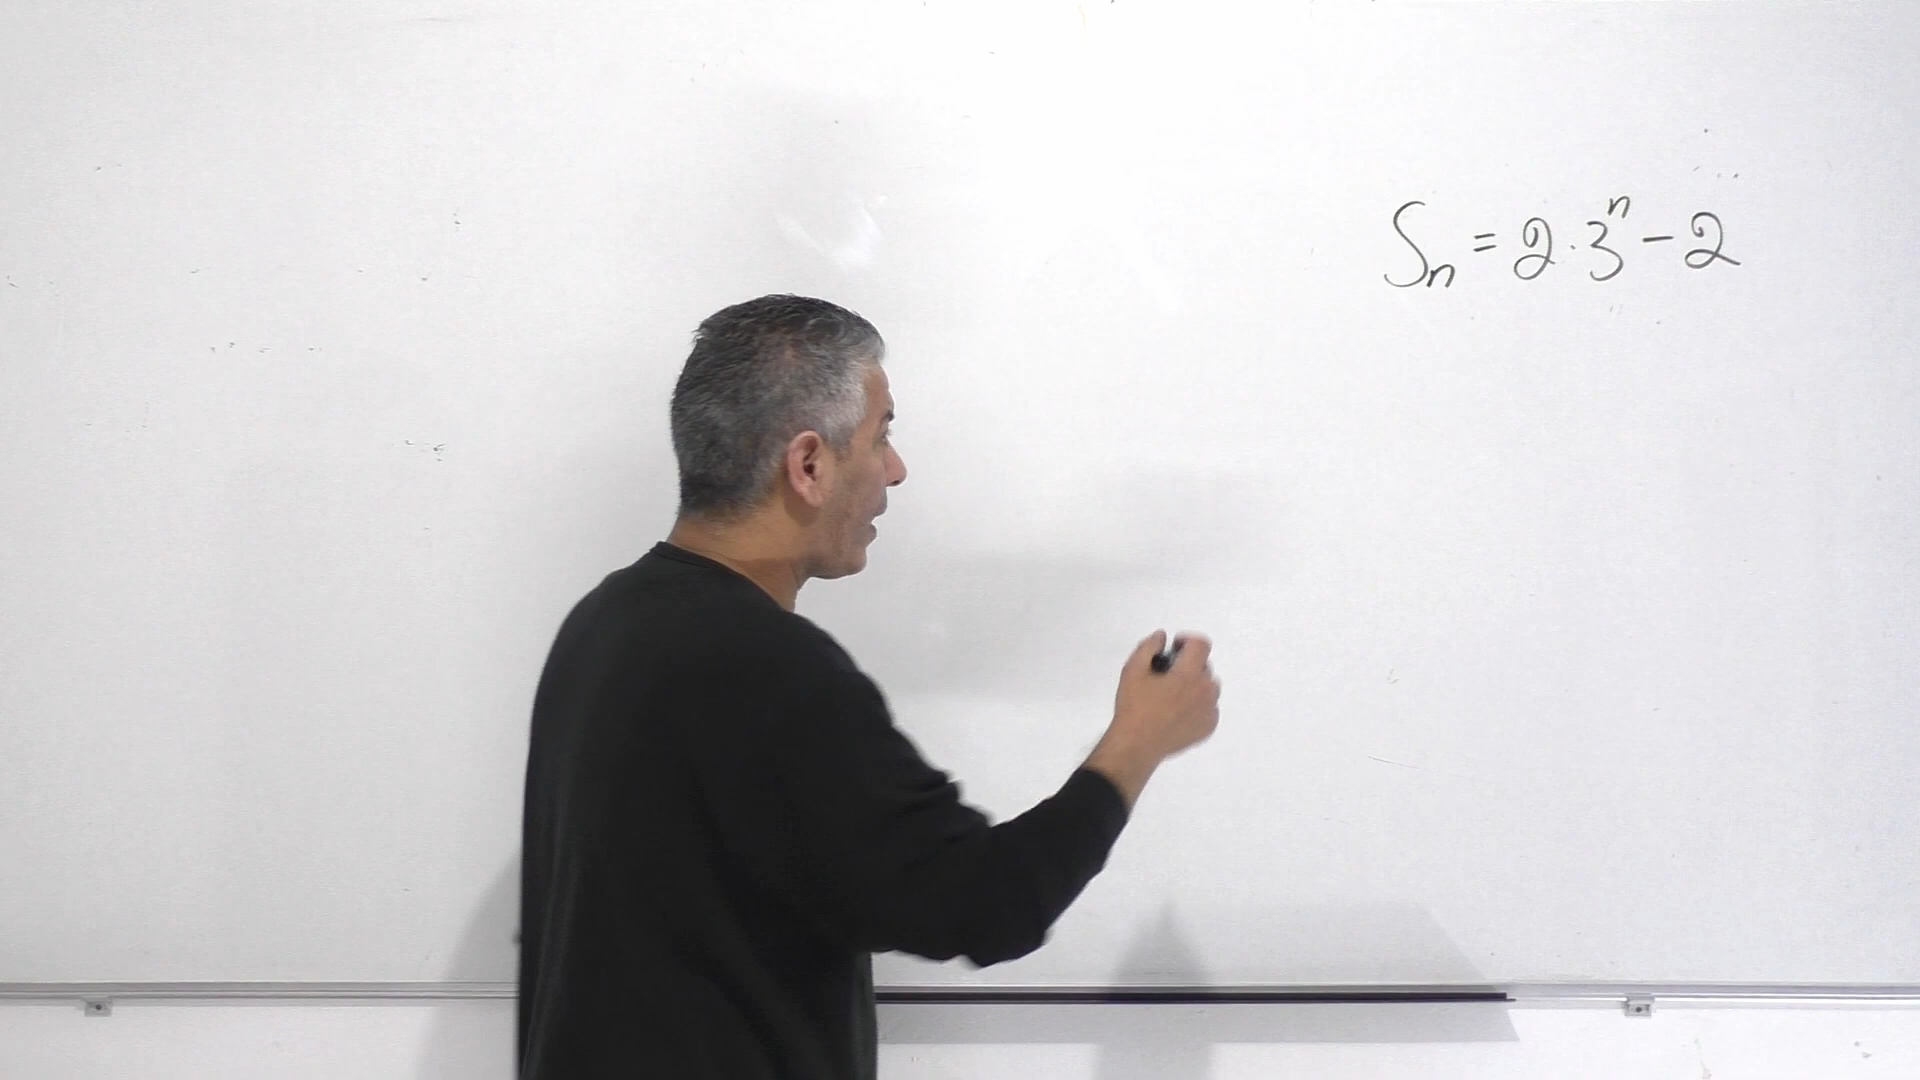 Sₙ = 2·3ⁿ − 2